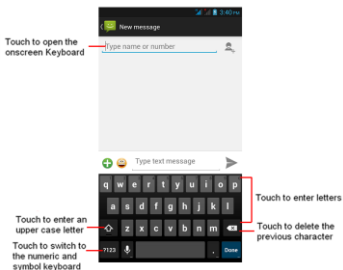 3:40 PM
New message
Touch to open the
onscreen Keyboard
Type name or number
Type text message
q w e r t y u i o p
a s d f g h j k l
z x c v b n m
?123
.
Done
Touch to enter letters
Touch to enter an
upper case letter
Touch to delete the
previous character
Touch to switch to
the numeric and
symbol keyboard